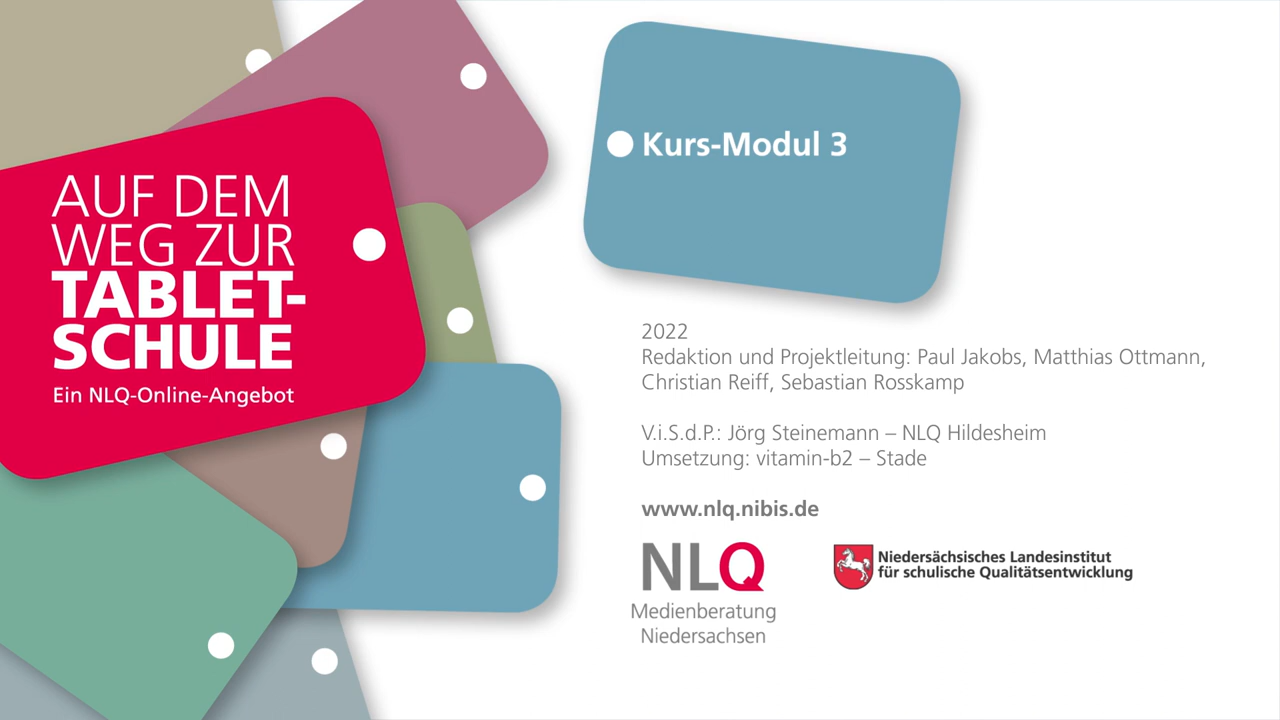 AUF DEM
WEG ZUR
TABLET-
SCHULE
Ein NLQ-Online-Angebot
Kurs-Modul 3
2022
Redaktion und Projektleitung: Paul Jakobs, Matthias Ottmann,
Christian Reiff, Sebastian Rosskamp
V.i.S.d.P.: Jörg Steinemann – NLQ Hildesheim
Umsetzung: vitamin-b2 – Stade
www.nlq.nibis.de
NLQ
Medienberatung
Niedersachsen
Niedersächsisches Landesinstitut
für schulische Qualitätsentwicklung